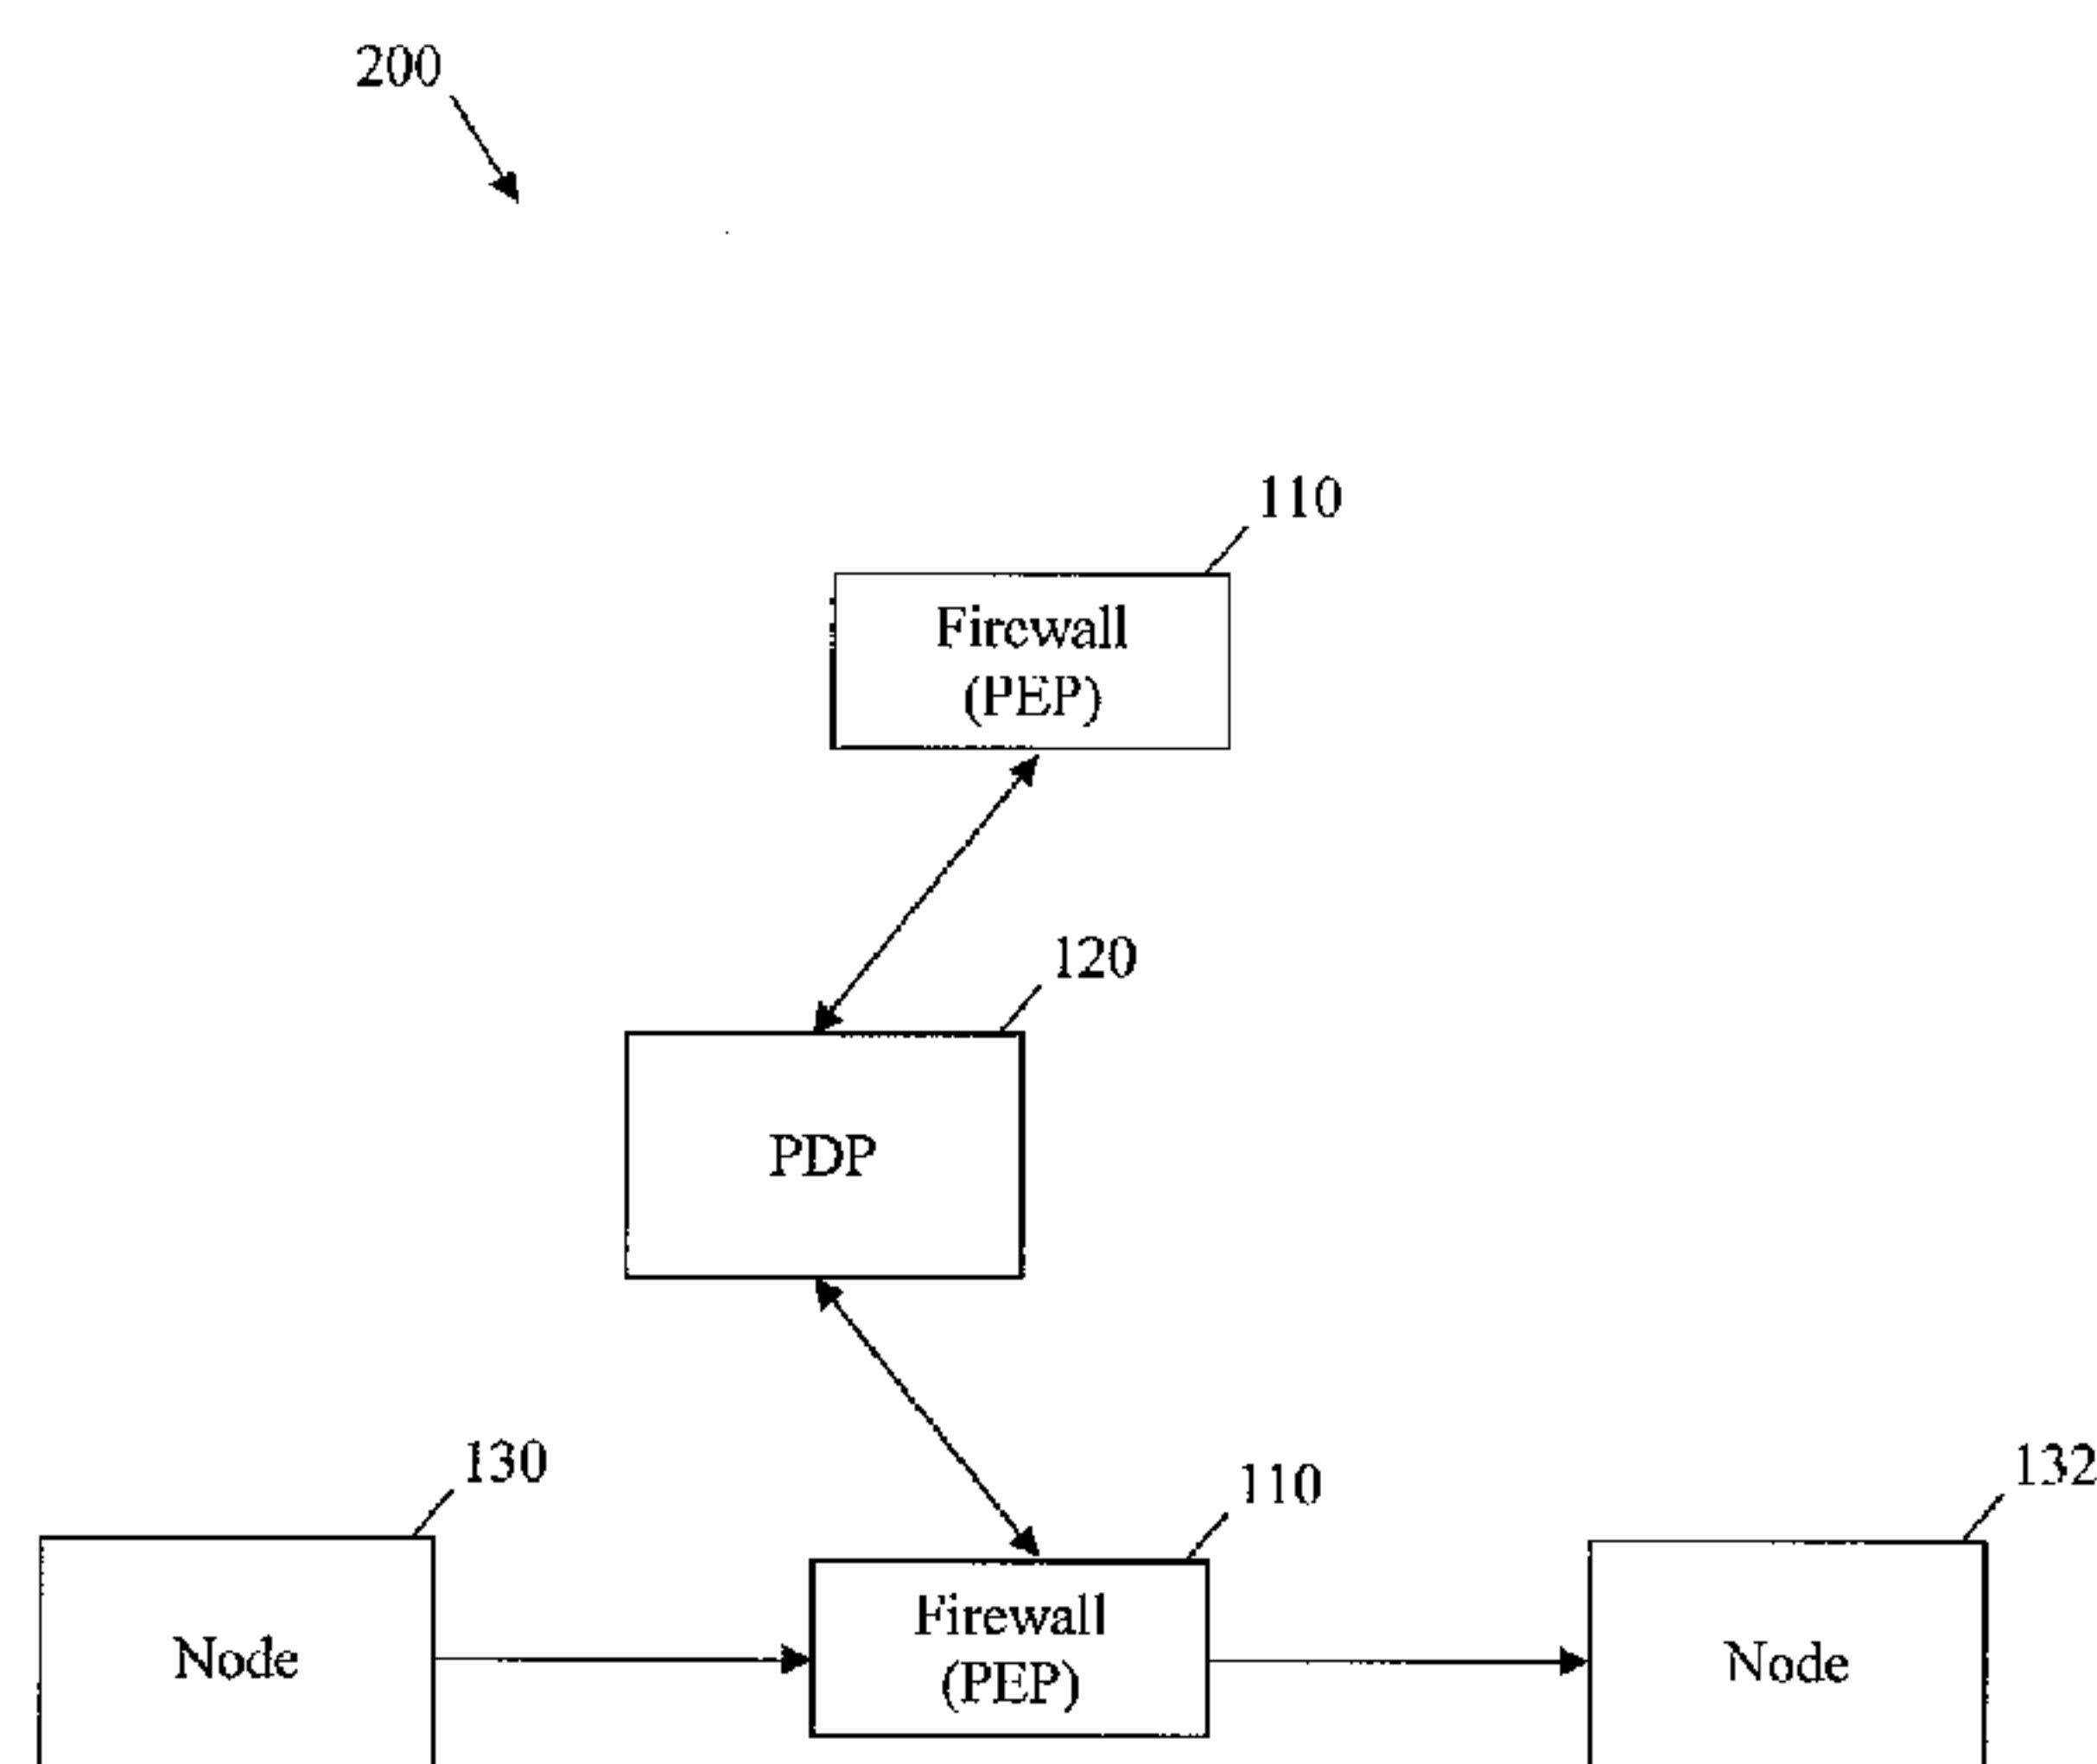 200
110
Firewall
(PEP)
120
PDP
130
110
132
Node
Firewall
(PEP)
Node